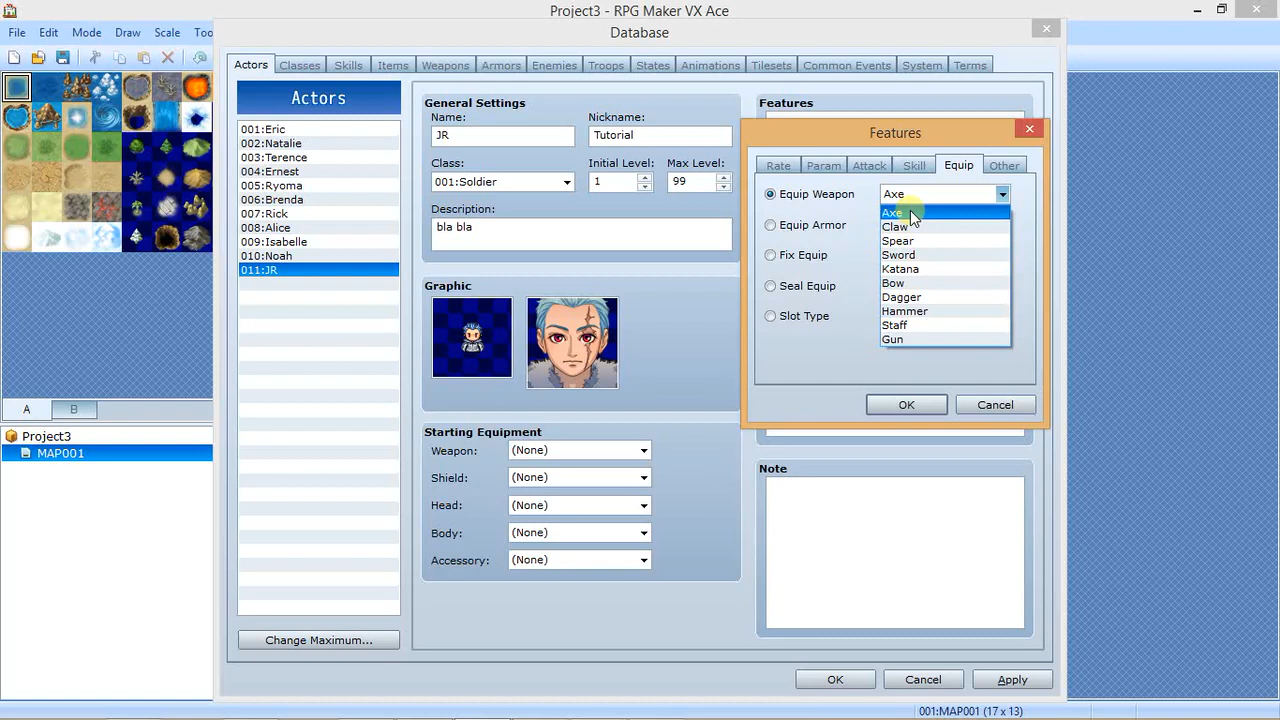 Project3 - RPG Maker VX Ace
File Edit Mode Draw Scale Too
Database
Actors Classes Skills Items Weapons Armors Enemies Troops States Animations Tilesets Common Events System Terms
Actors
001:Eric
002:Natalie
003:Terence
004:Ernest
005:Ryoma
006:Brenda
007:Rick
008:Alice
009:Isabelle
010:Noah
011:JR
Change Maximum...
General Settings
Name: Nickname:
JR Tutorial
Class: Initial Level: Max Level:
001:Soldier 1 99
Description:
bla bla
Graphic
Starting Equipment
Weapon: (None)
Shield: (None)
Head: (None)
Body: (None)
Accessory: (None)
Features
Features
Rate Param Attack Skill Equip Other
Equip Weapon Axe
Equip Armor
Fix Equip
Seal Equip
Slot Type
Axe
Claw
Spear
Sword
Katana
Bow
Dagger
Hammer
Staff
Gun
OK Cancel
Note
OK Cancel Apply
A B
Project3
MAP001
001:MAP001 (17 x 13)